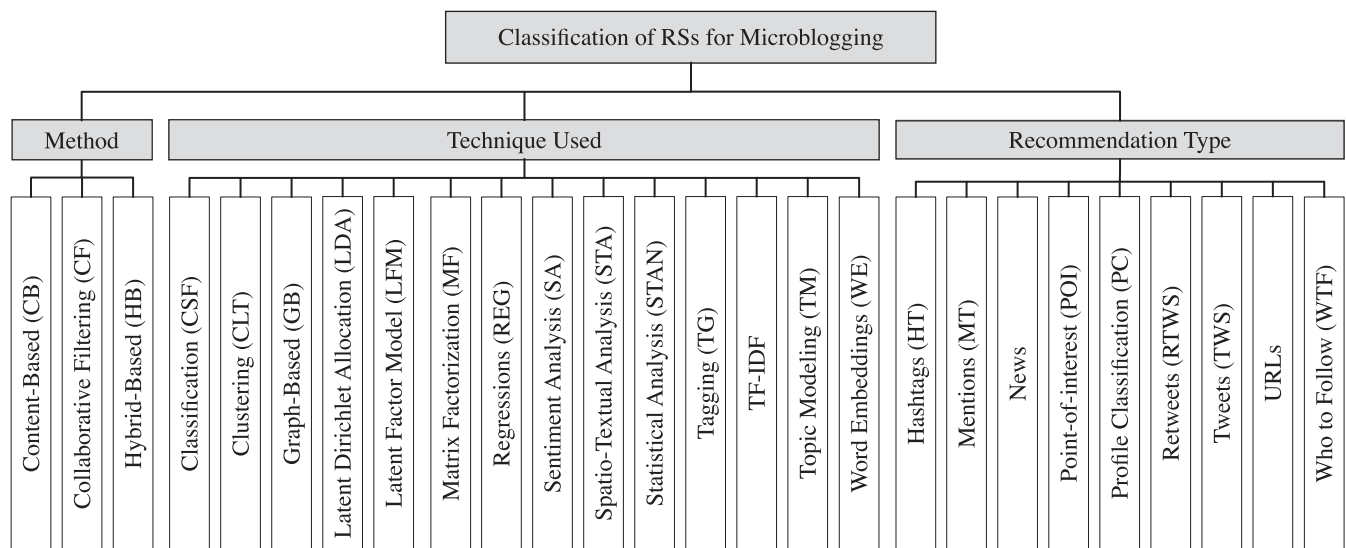 Classification of RSs for Microblogging
Method
Technique Used
Recommendation Type
Content-Based (CB)
Collaborative Filtering (CF)
Hybrid-Based (HB)
Classification (CSF)
Clustering (CLT)
Graph-Based (GB)
Latent Dirichlet Allocation (LDA)
Latent Factor Model (LFM)
Matrix Factorization (MF)
Regressions (REG)
Sentiment Analysis (SA)
Spatio-Textual Analysis (STA)
Statistical Analysis (STAN)
Tagging (TG)
TF-IDF
Topic Modeling (TM)
Word Embeddings (WE)
Hashtags (HT)
Mentions (MT)
News
Point-of-interest (POI)
Profile Classification (PC)
Retweets (RTWS)
Tweets (TWS)
URLs
Who to Follow (WTF)